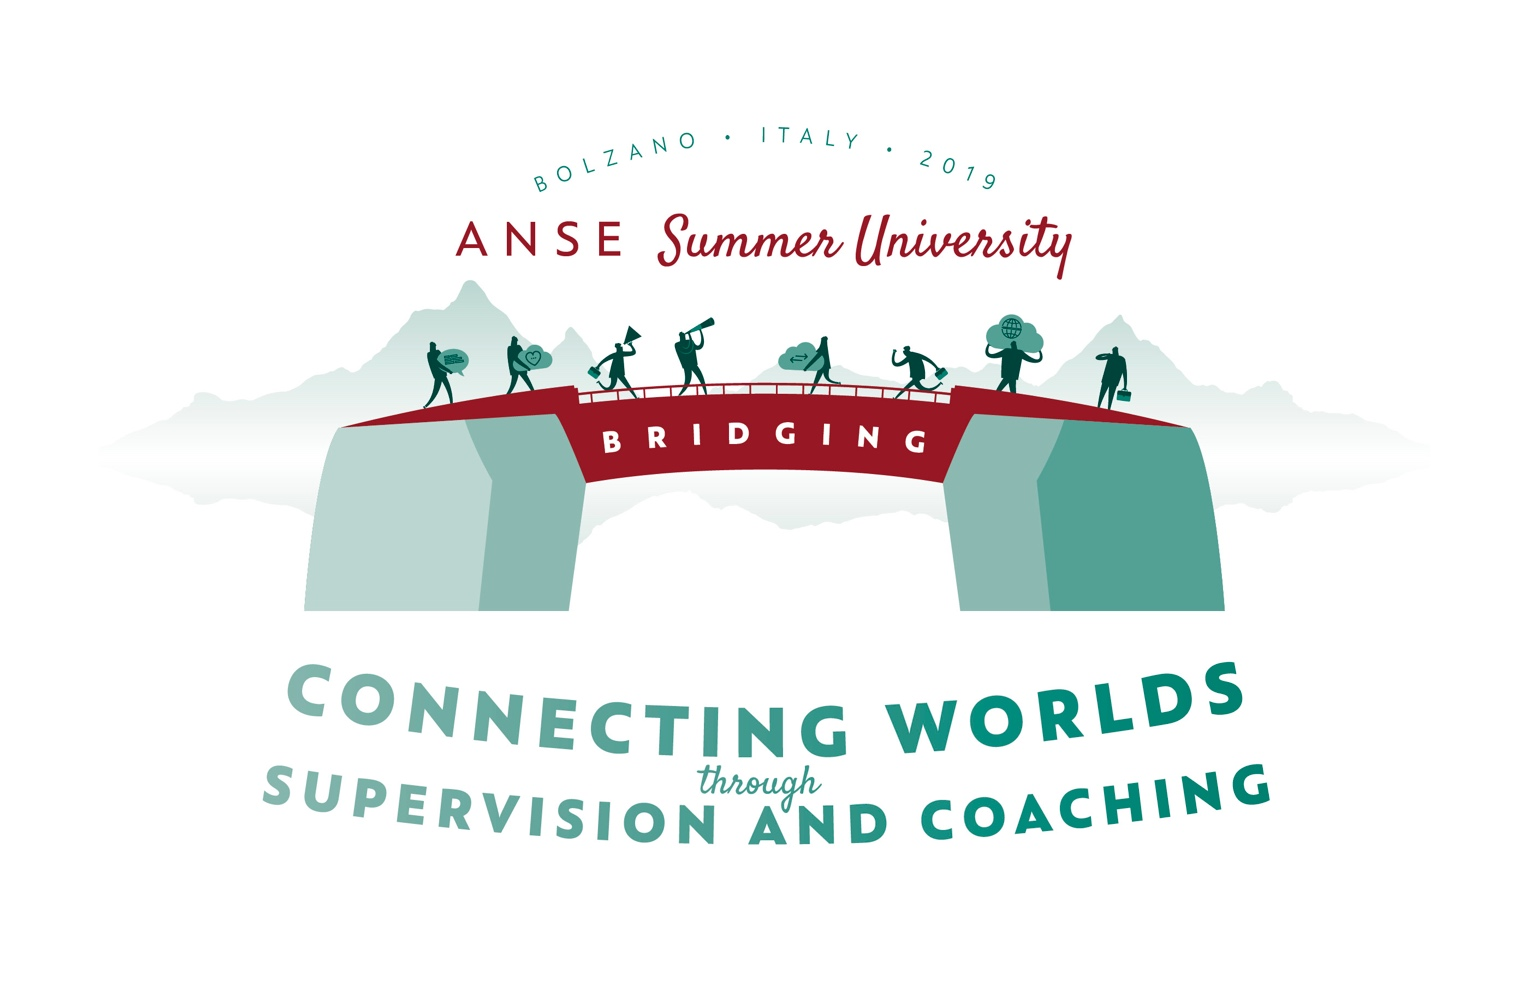 BOLZANO • ITALY • 2019
ANSE Summer University
BRIDGING
CONNECTING WORLDS
through
SUPERVISION AND COACHING